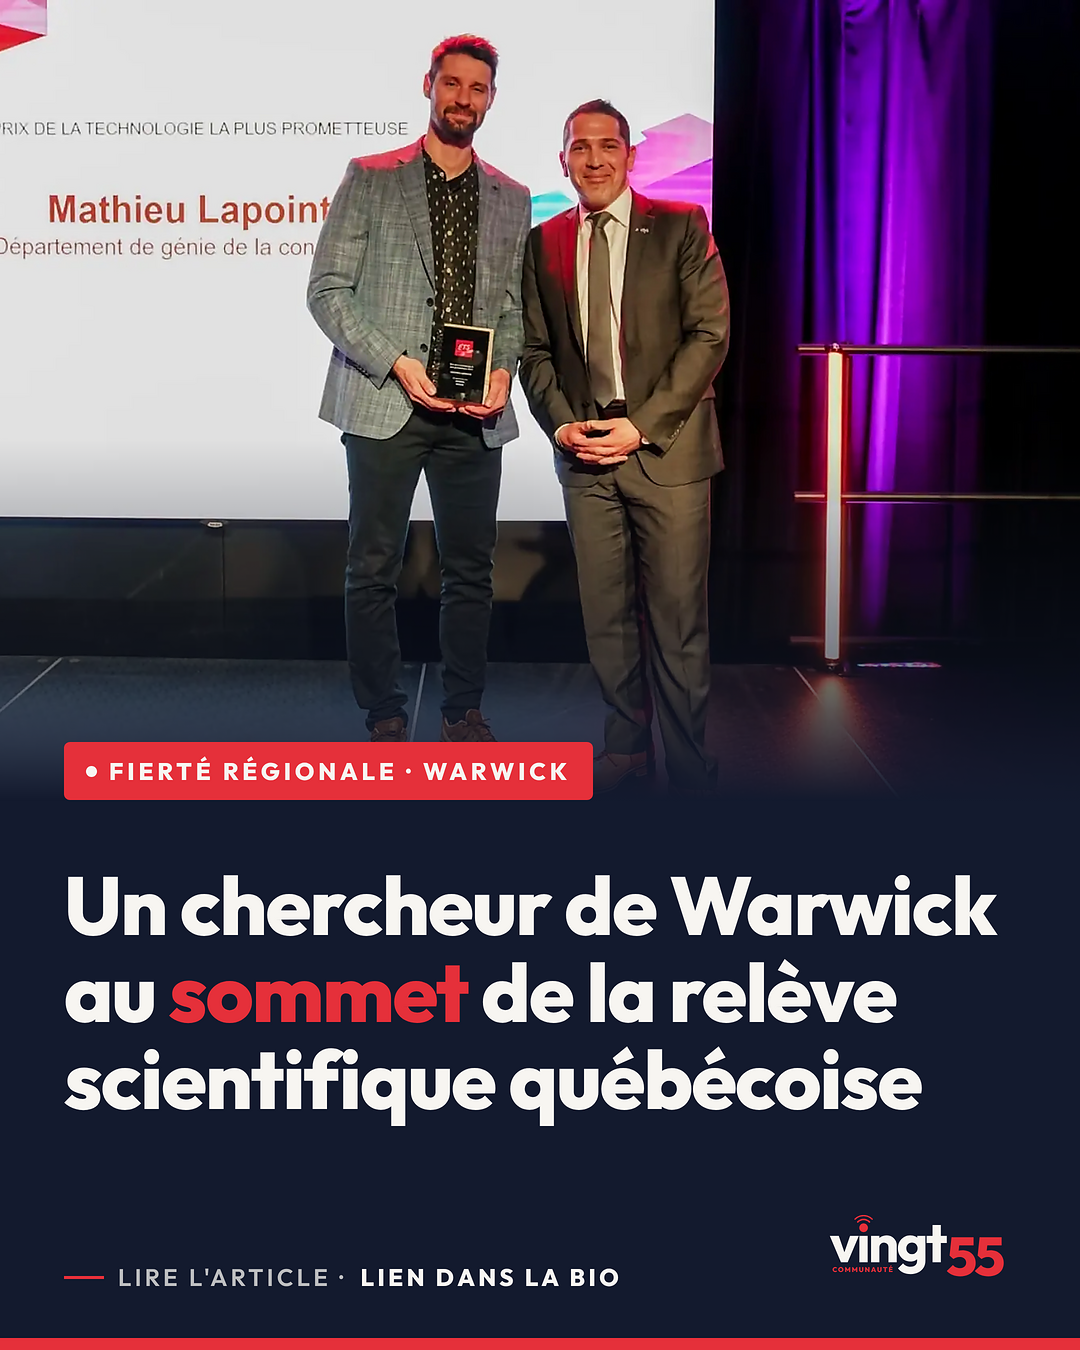 RIX DE LA TECHNOLOGIE LA PLUS PROMETTEUSE
Mathieu Lapoint
Département de génie de la con
ÉTS
FIERTÉ RÉGIONALE · WARWICK
Un chercheur de Warwick
au sommet de la relève
scientifique québécoise
LIRE L'ARTICLE · LIEN DANS LA BIO
vingt55
COMMUNAUTÉ